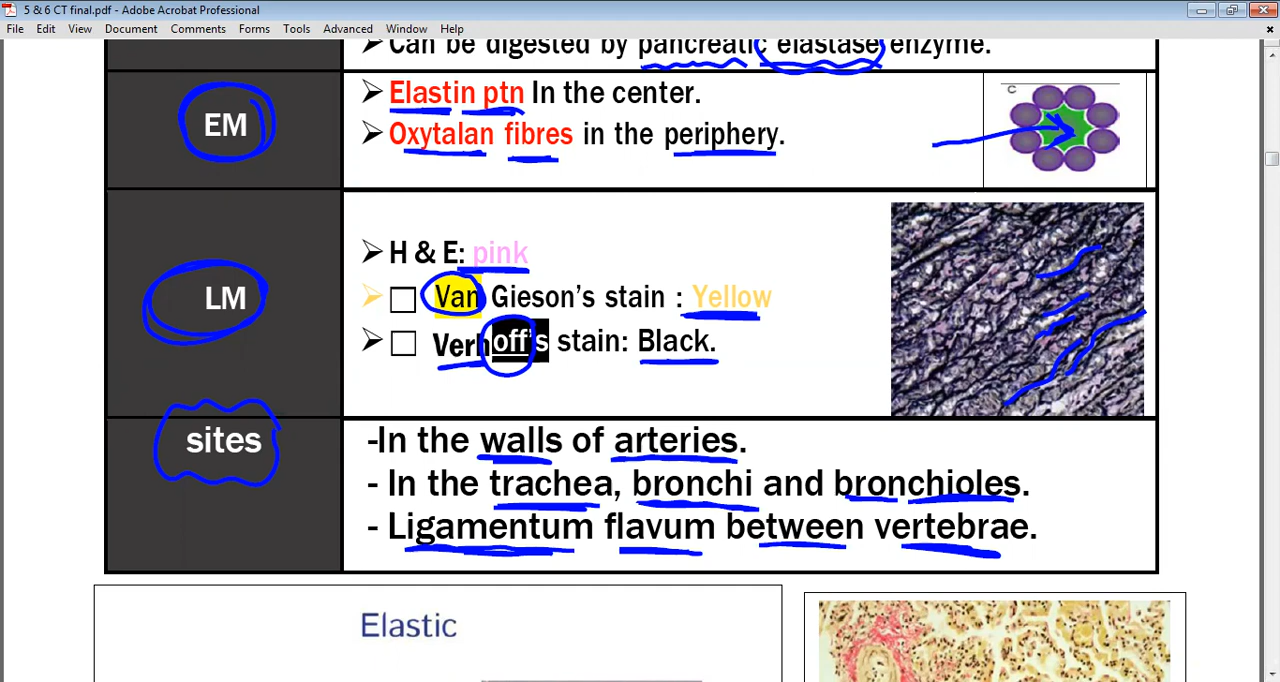 5 & 6 CT final.pdf - Adobe Acrobat Professional
File Edit View Document Comments Forms Tools Advanced Window Help
Can be digested by pancreatic elastase enzyme.
EM
Elastin ptn In the center.
Oxytalan fibres in the periphery.
C
LM
H & E: pink
Van Gieson's stain : Yellow
Verhoff's stain: Black.
sites
-In the walls of arteries.
- In the trachea, bronchi and bronchioles.
- Ligamentum flavum between vertebrae.
Elastic